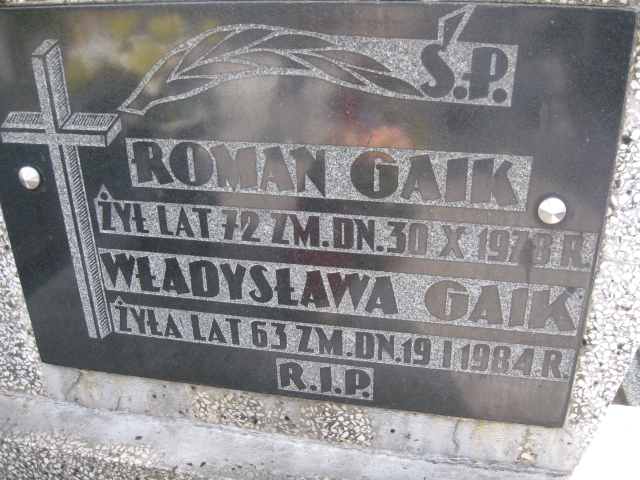 Ś.P.
ROMAN GAIK
ŻYŁ LAT 72 ZM. DN. 30 X 1978 R.
WŁADYSŁAWA GAIK
ŻYŁA LAT 63 ZM. DN. 19 I 1984 R.
R.I.P.